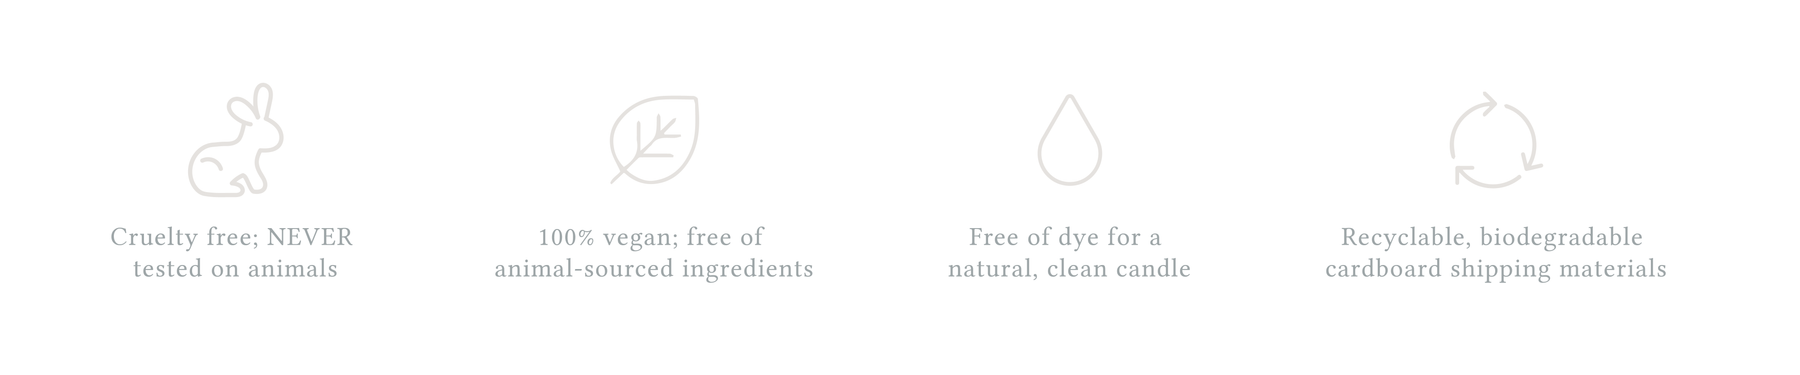 Cruelty free; NEVER
tested on animals
100% vegan; free of
animal-sourced ingredients
Free of dye for a
natural, clean candle
Recyclable, biodegradable
cardboard shipping materials